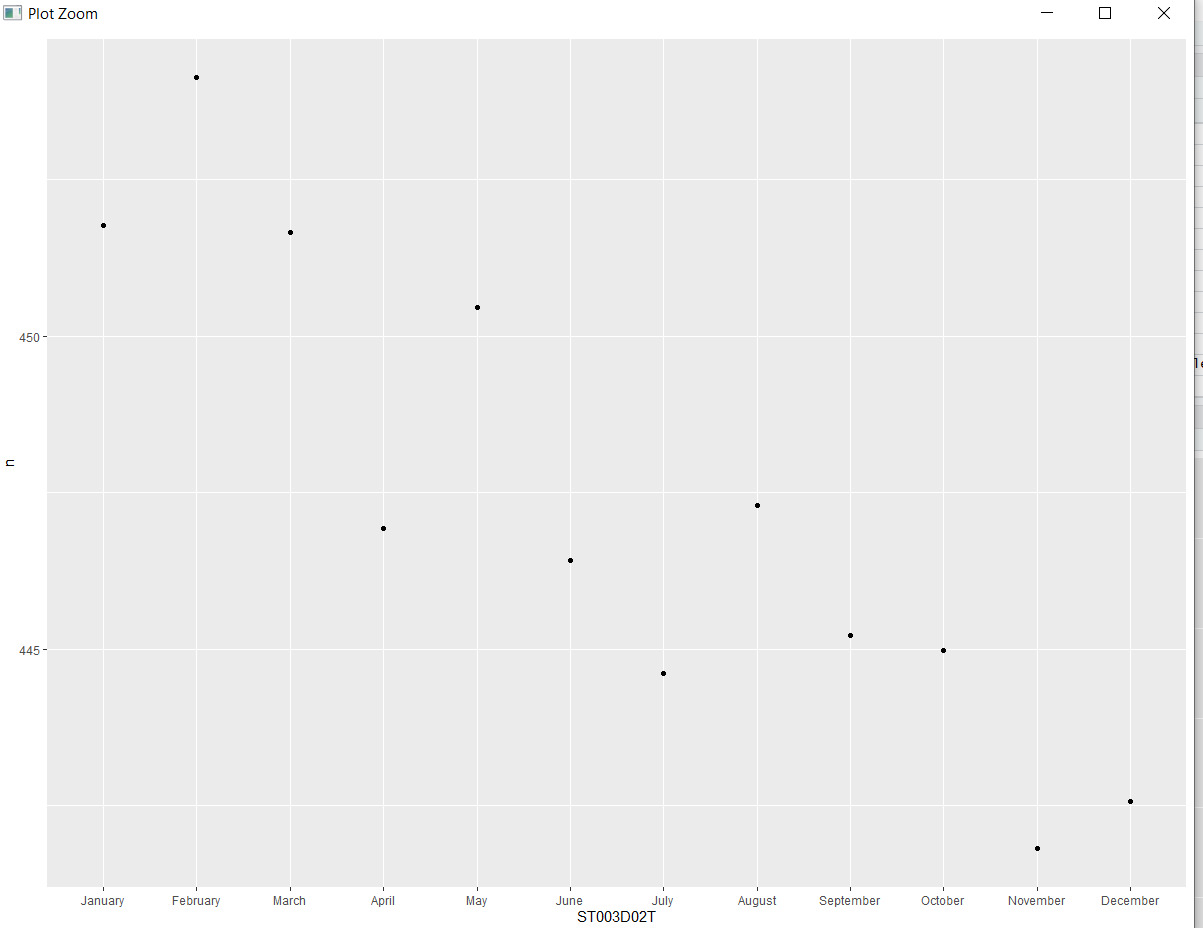 Plot Zoom
450
n
445
January February March April May June July August September October November December
ST003D02T